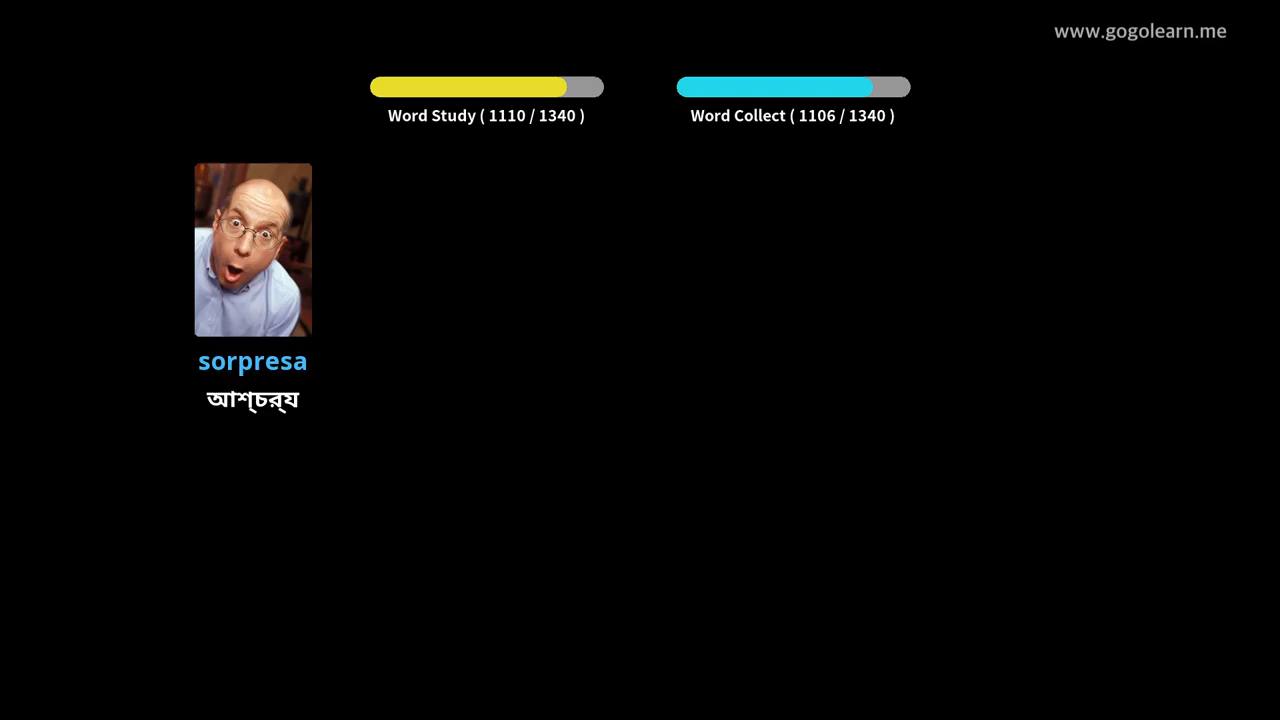 www.gogolearn.me
Word Study ( 1110 / 1340 )
Word Collect ( 1106 / 1340 )
sorpresa
আশ্চর্য